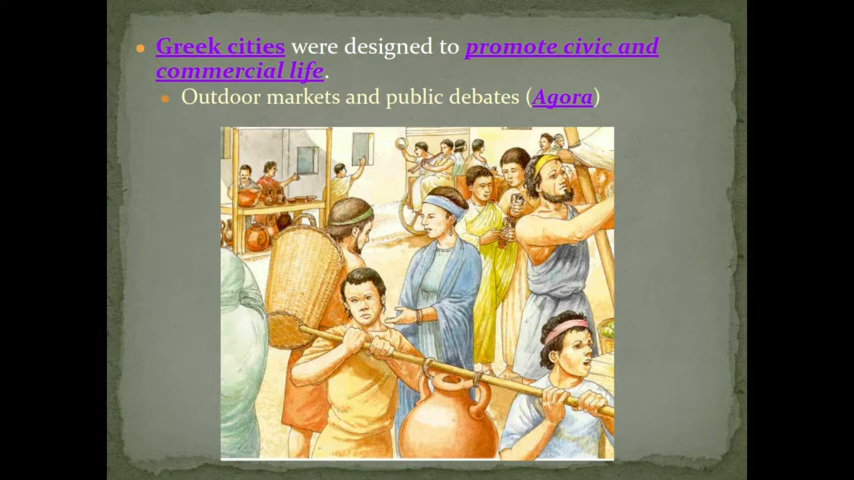 Greek cities were designed to promote civic and
commercial life.
Outdoor markets and public debates (Agora)